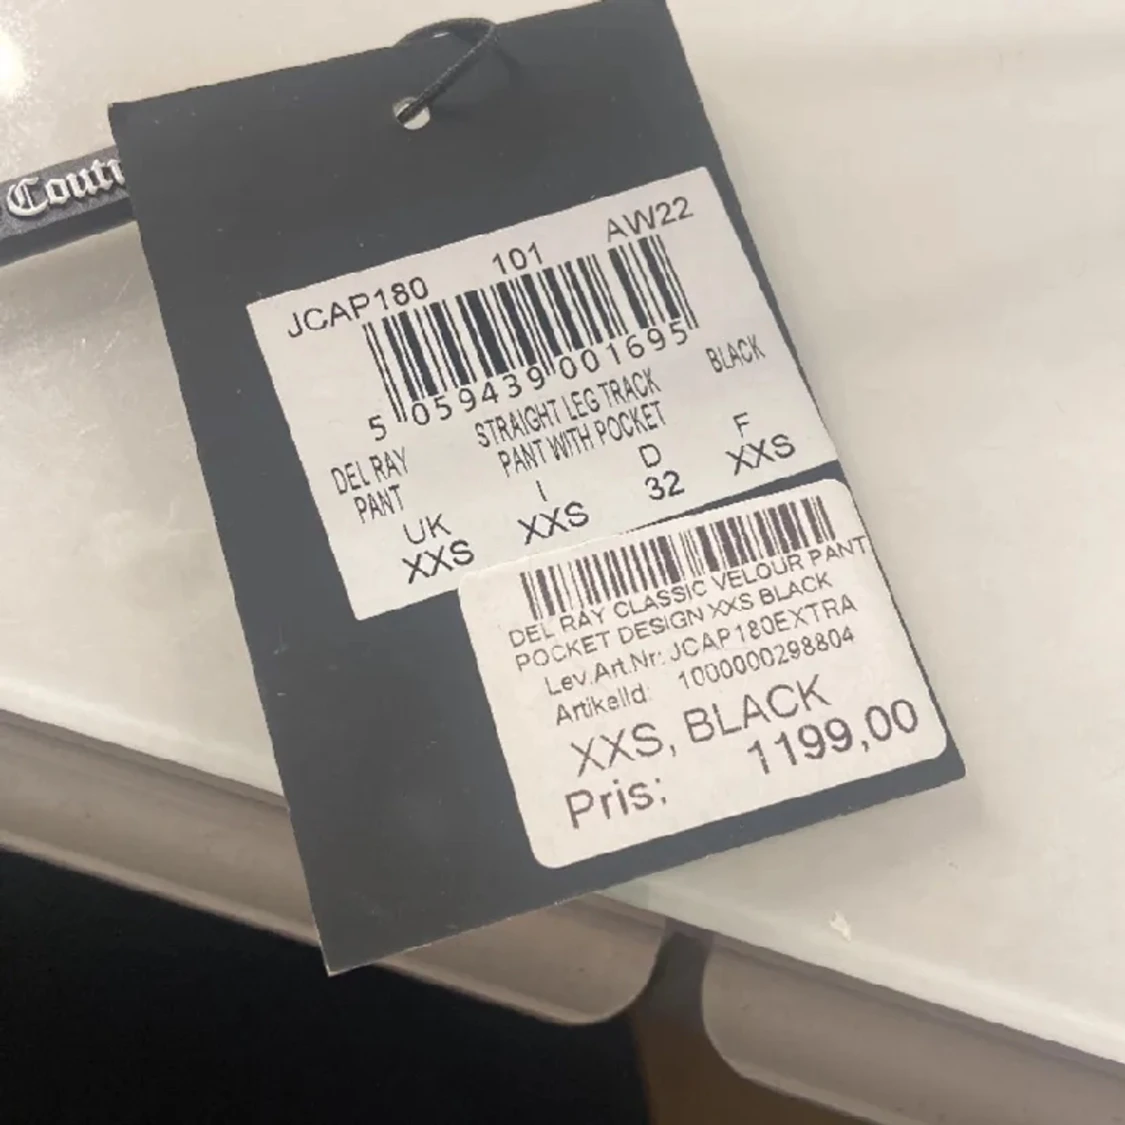 Coutu
JCAP180 101 AW22
5 059439 001695
DEL RAY PANT
STRAIGHT LEG TRACK
PANT WITH POCKET
BLACK
UK I D F
XXS XXS 32 XXS
DEL RAY CLASSIC VELOUR PANT
POCKET DESIGN XXS BLACK
Lev.Art.Nr: JCAP180EXTRA
ArtikelId: 1000000298804
XXS, BLACK
Pris: 1199,00